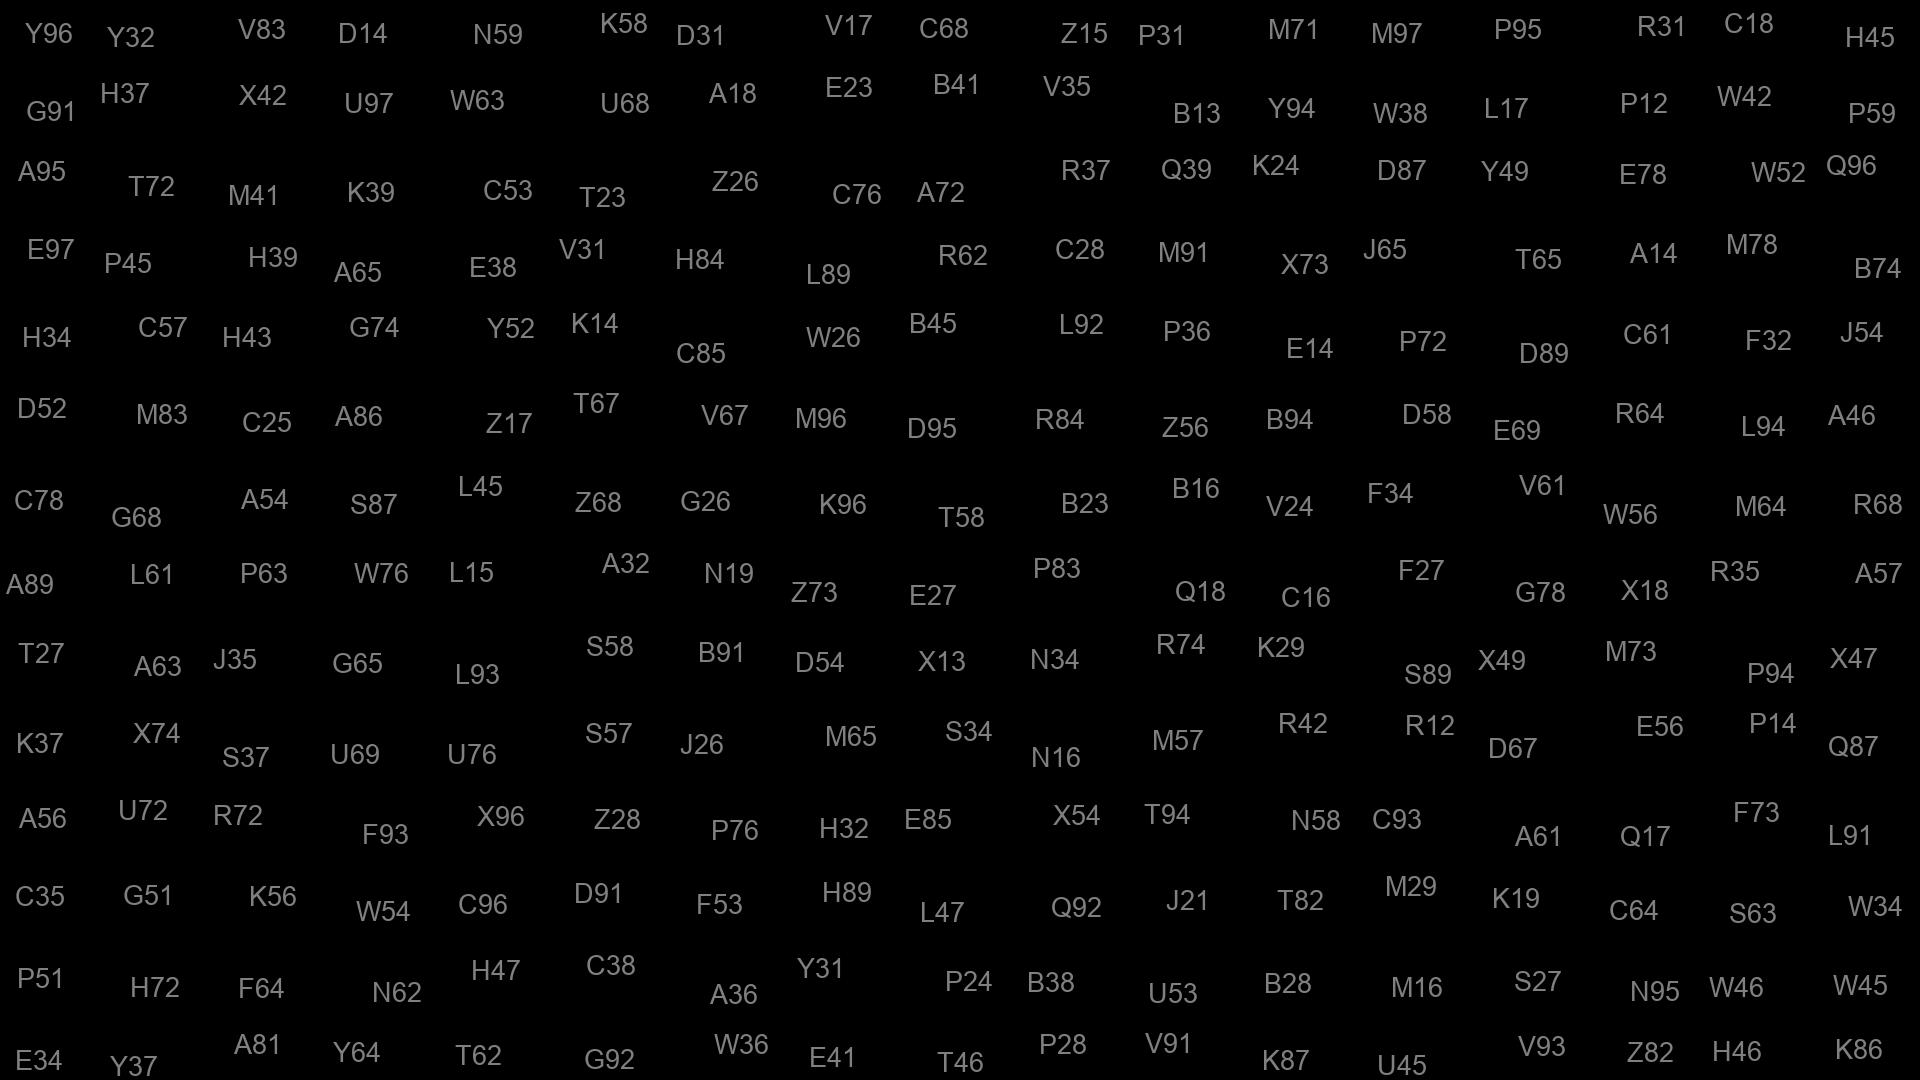 Y96 Y32 V83 D14 N59 K58 D31 V17 C68 Z15 P31 M71 M97 P95 R31 C18 H45
G91 H37 X42 U97 W63 U68 A18 E23 B41 V35 B13 Y94 W38 L17 P12 W42 P59
A95 T72 M41 K39 C53 T23 Z26 C76 A72 R37 Q39 K24 D87 Y49 E78 W52 Q96
E97 P45 H39 A65 E38 V31 H84 L89 R62 C28 M91 X73 J65 T65 A14 M78 B74
H34 C57 H43 G74 Y52 K14 C85 W26 B45 L92 P36 E14 P72 D89 C61 F32 J54
D52 M83 C25 A86 Z17 T67 V67 M96 D95 R84 Z56 B94 D58 E69 R64 L94 A46
C78 G68 A54 S87 L45 Z68 G26 K96 T58 B23 B16 V24 F34 V61 W56 M64 R68
A89 L61 P63 W76 L15 A32 N19 Z73 E27 P83 Q18 C16 F27 G78 X18 R35 A57
T27 A63 J35 G65 L93 S58 B91 D54 X13 N34 R74 K29 S89 X49 M73 P94 X47
K37 X74 S37 U69 U76 S57 J26 M65 S34 N16 M57 R42 R12 D67 E56 P14 Q87
A56 U72 R72 F93 X96 Z28 P76 H32 E85 X54 T94 N58 C93 A61 Q17 F73 L91
C35 G51 K56 W54 C96 D91 F53 H89 L47 Q92 J21 T82 M29 K19 C64 S63 W34
P51 H72 F64 N62 H47 C38 A36 Y31 P24 B38 U53 B28 M16 S27 N95 W46 W45
E34 Y37 A81 Y64 T62 G92 W36 E41 T46 P28 V91 K87 U45 V93 Z82 H46 K86